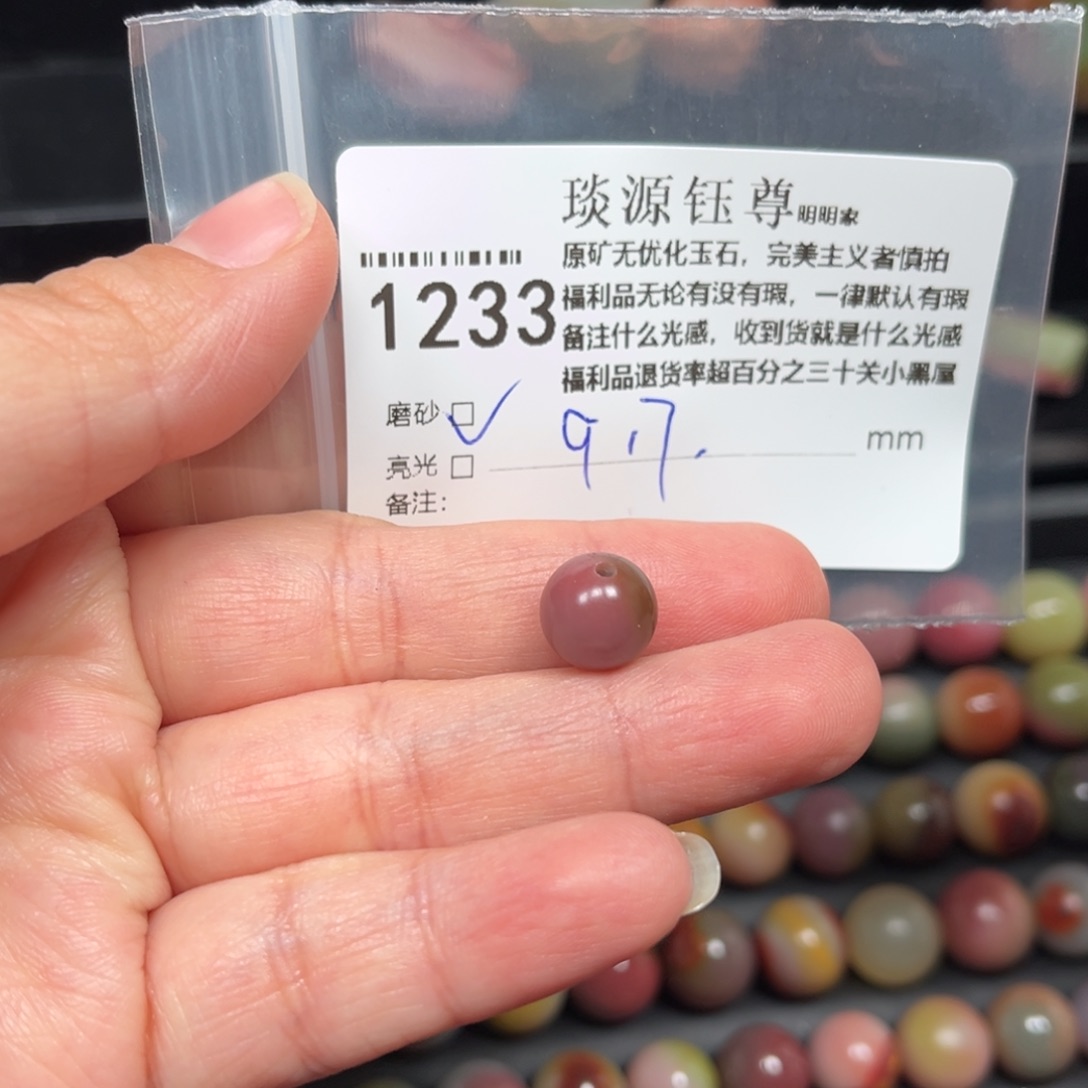 琰源钰尊明明家
原矿无优化玉石，完美主义者慎拍
1233
福利品无论有没有瑕，一律默认有瑕
备注什么光感，收到货就是什么光感
福利品退货率超百分之三十关小黑屋
磨砂 □ ✓
9.7.
mm
亮光 □
备注：